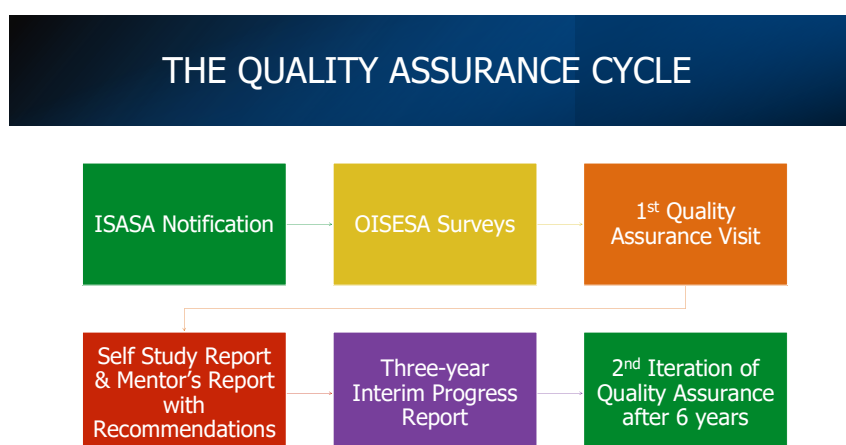 THE QUALITY ASSURANCE CYCLE
ISASA Notification
OISESA Surveys
1st Quality
Assurance Visit
Self Study Report
& Mentor's Report
with
Recommendations
Three-year
Interim Progress
Report
2nd Iteration of
Quality Assurance
after 6 years